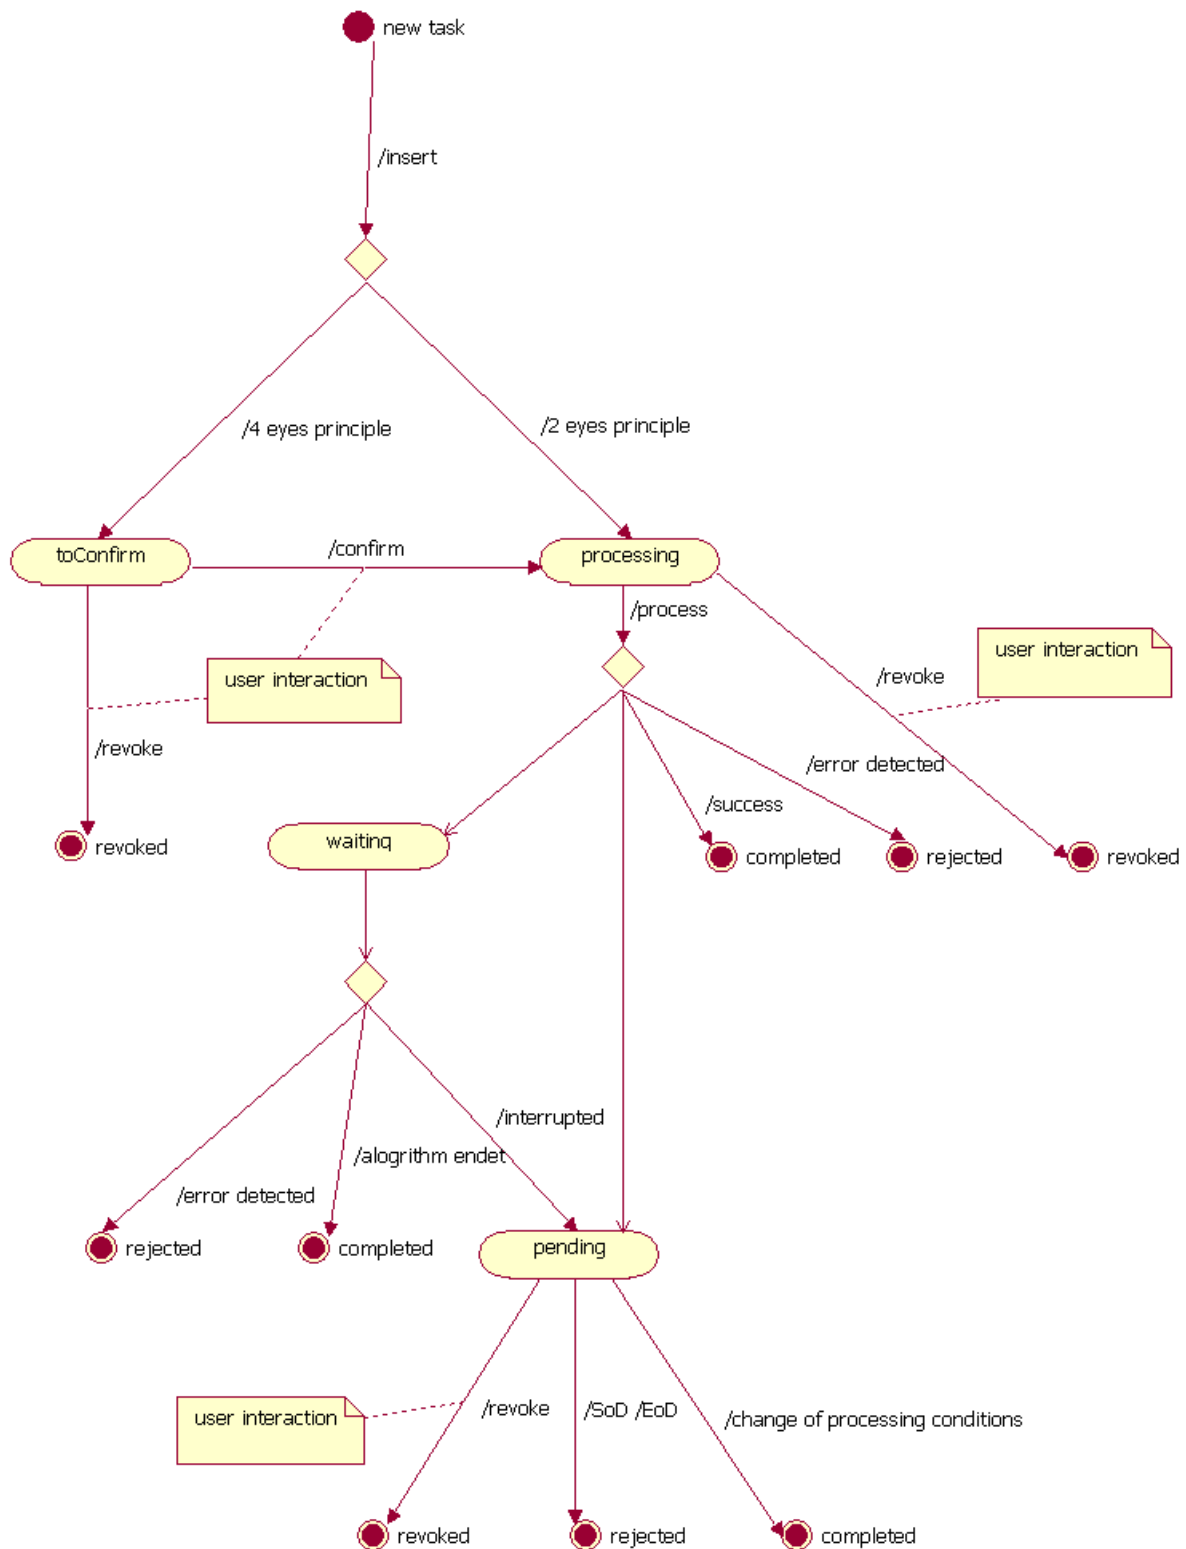 new task
/insert
/4 eyes principle
/2 eyes principle
toConfirm
/confirm
processing
/process
user interaction
user interaction
/revoke
/revoke
/error detected
/success
waiting
revoked
completed
rejected
revoked
/interrupted
/alogrithm endet
/error detected
rejected
completed
pending
user interaction
/revoke
/SoD /EoD
/change of processing conditions
revoked
rejected
completed